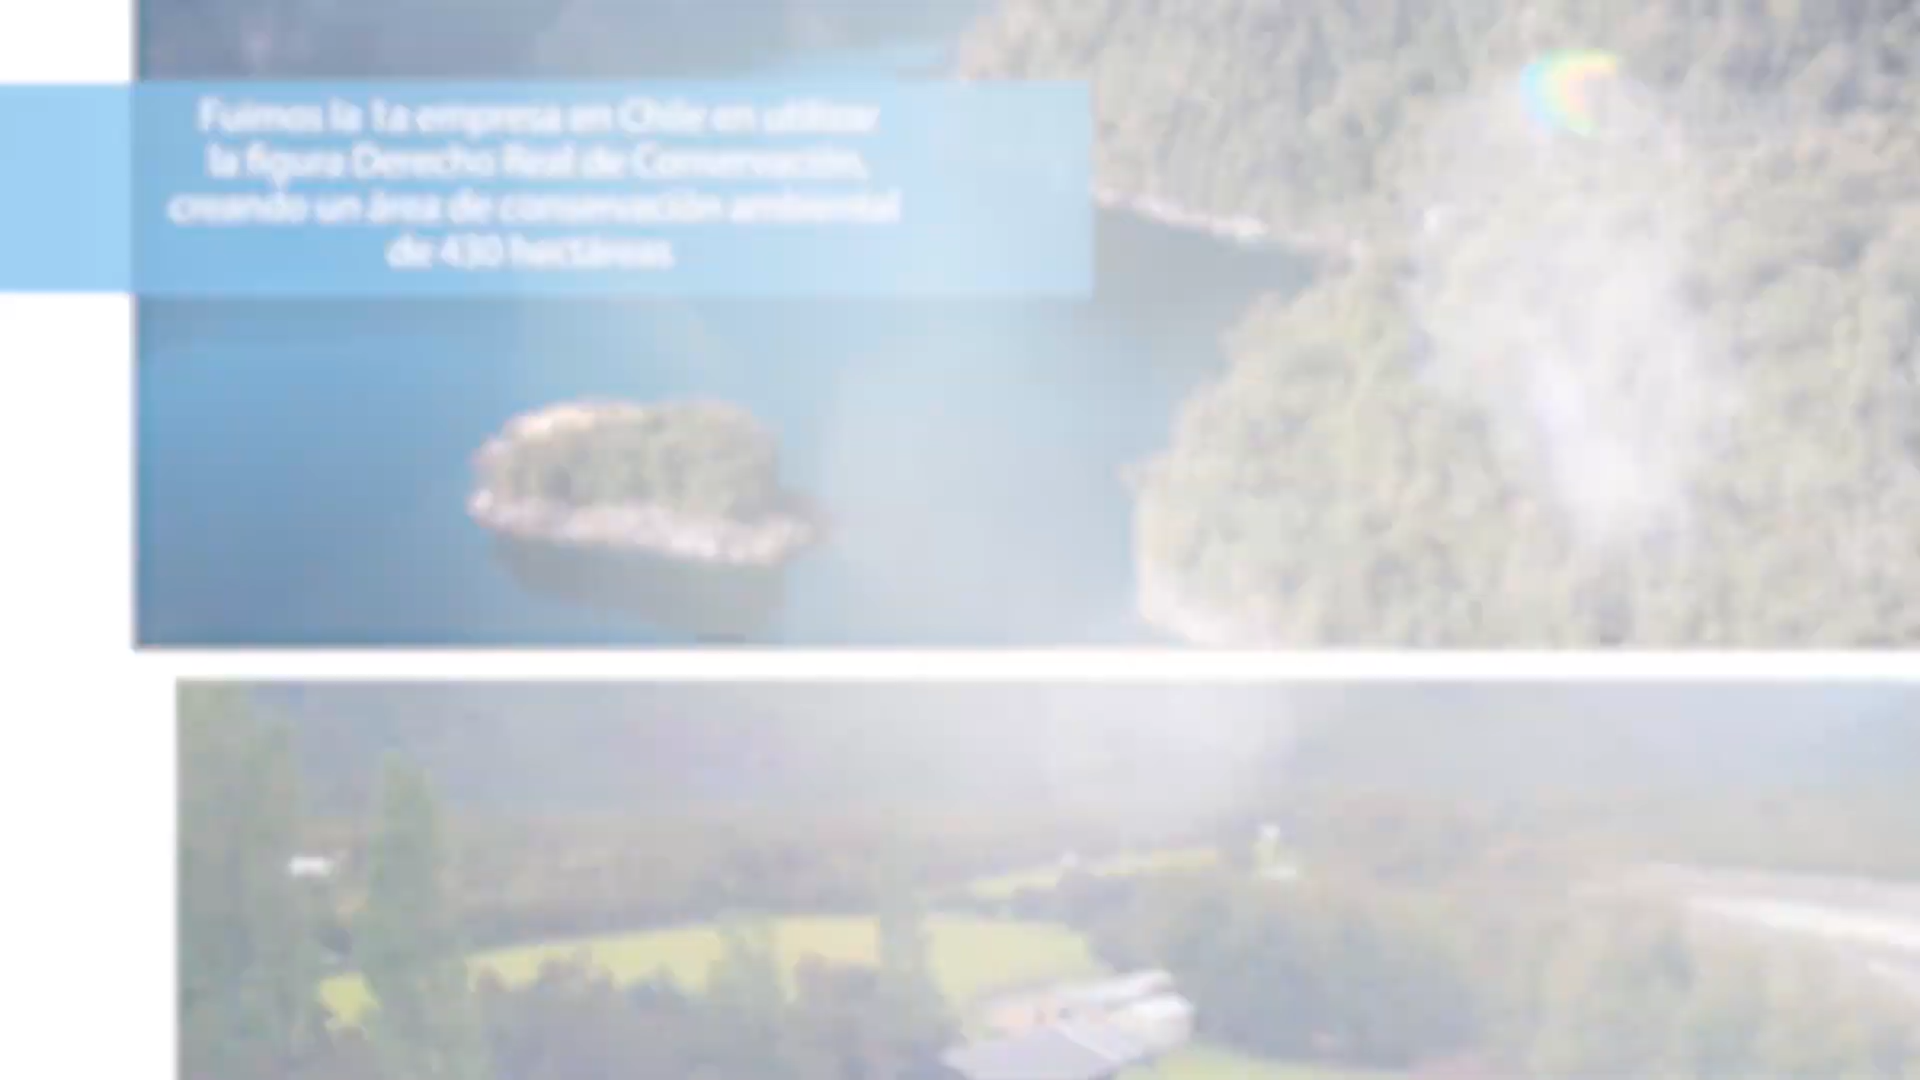 Fuimos la 1a empresa en Chile en utilizar
la figura Derecho Real de Conservación,
creando un área de conservación ambiental
de 430 hectáreas